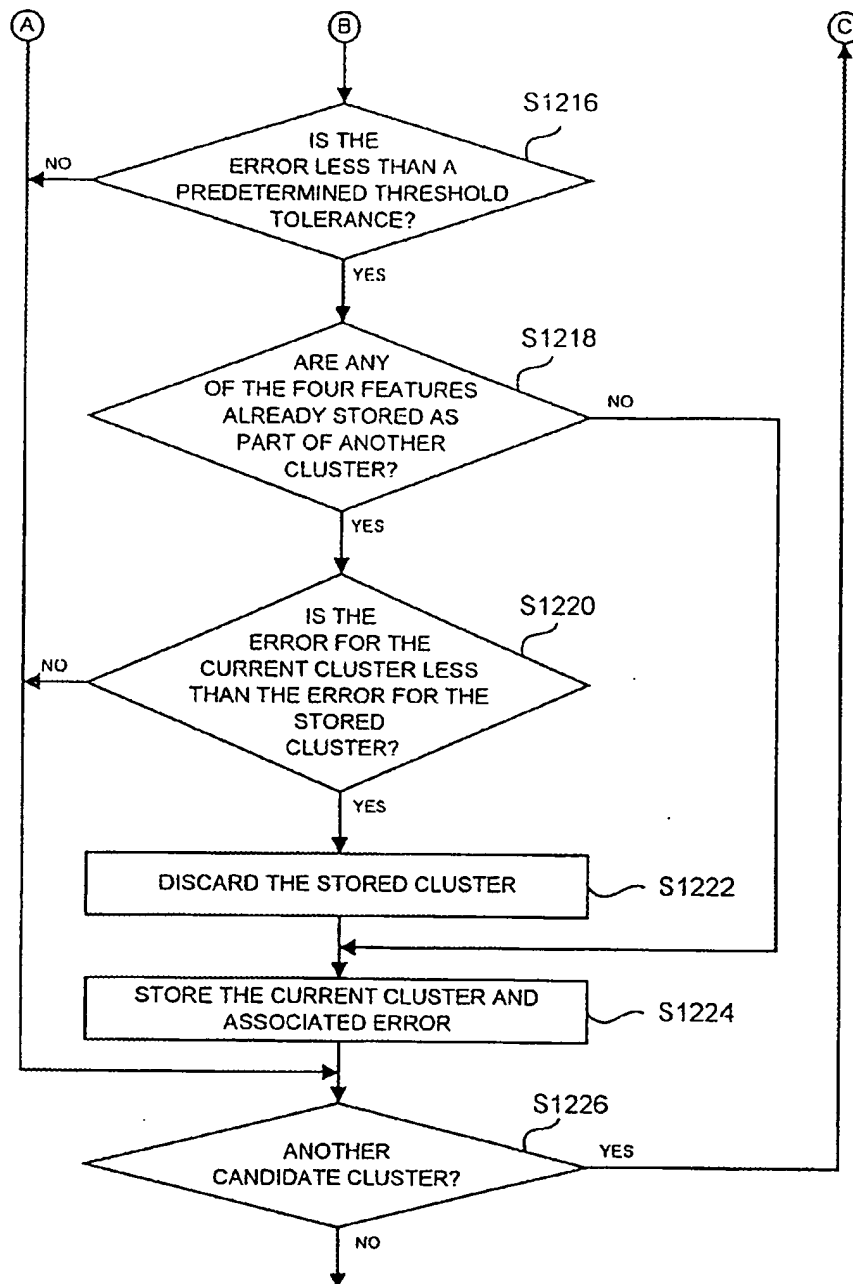 A
B
C
S1216
IS THE
ERROR LESS THAN A
PREDETERMINED THRESHOLD
TOLERANCE?
NO
YES
S1218
ARE ANY
OF THE FOUR FEATURES
ALREADY STORED AS
PART OF ANOTHER
CLUSTER?
NO
YES
S1220
IS THE
ERROR FOR THE
CURRENT CLUSTER LESS
THAN THE ERROR FOR THE
STORED
CLUSTER?
NO
YES
DISCARD THE STORED CLUSTER
S1222
STORE THE CURRENT CLUSTER AND
ASSOCIATED ERROR
S1224
S1226
ANOTHER
CANDIDATE CLUSTER?
YES
NO